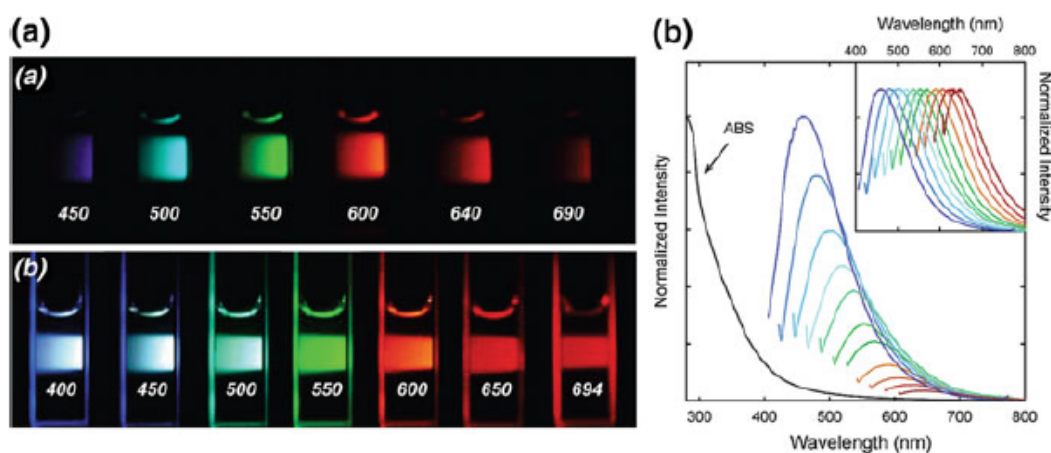 (a)
(a)
450 500 550 600 640 690
(b)
400 450 500 550 600 650 694
(b)
Wavelength (nm)
400 500 600 700 800
Normalized Intensity
ABS
Normalized Intensity
300 400 500 600 700 800
Wavelength (nm)